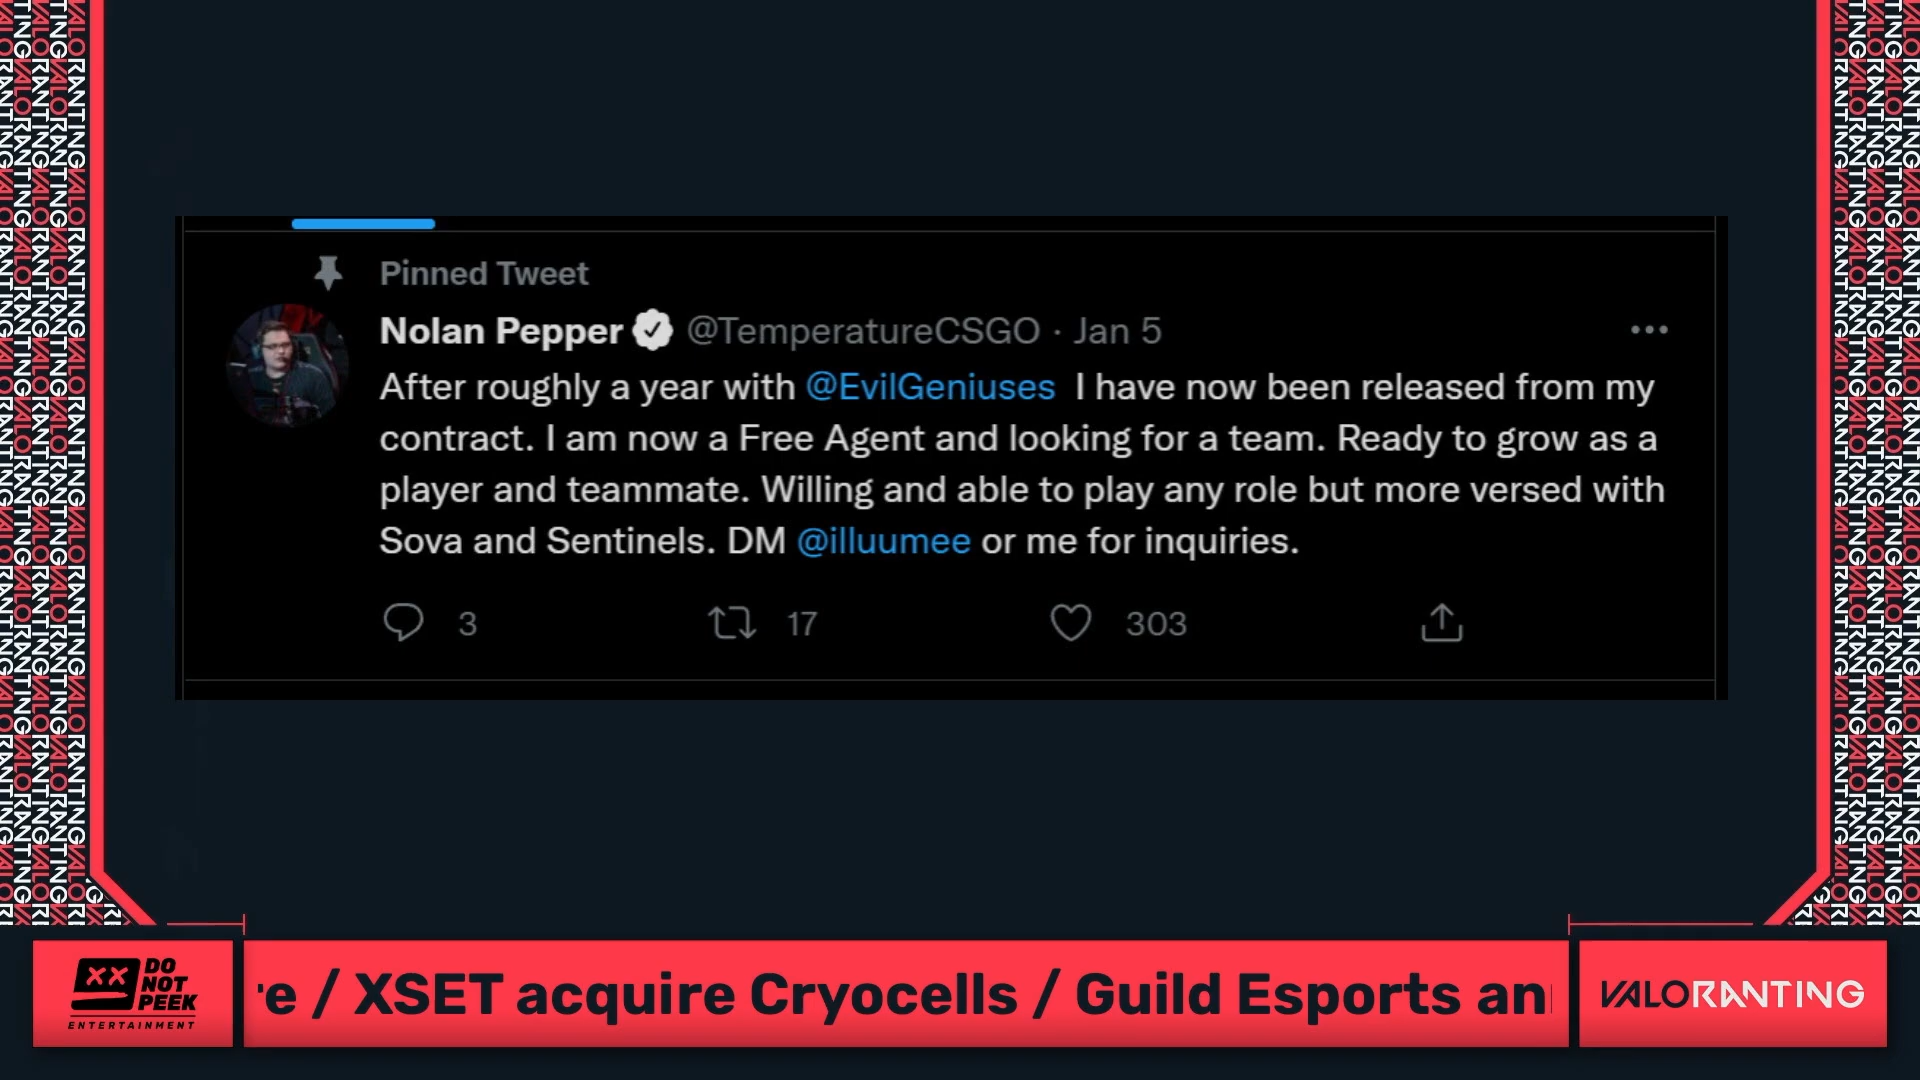 Pinned Tweet
Nolan Pepper @TemperatureCSGO · Jan 5
After roughly a year with @EvilGeniuses I have now been released from my
contract. I am now a Free Agent and looking for a team. Ready to grow as a
player and teammate. Willing and able to play any role but more versed with
Sova and Sentinels. DM @illuumee or me for inquiries.
3 17 303
DO
NOT
PEEK
ENTERTAINMENT
e / XSET acquire Cryocells / Guild Esports an
VALORANTING